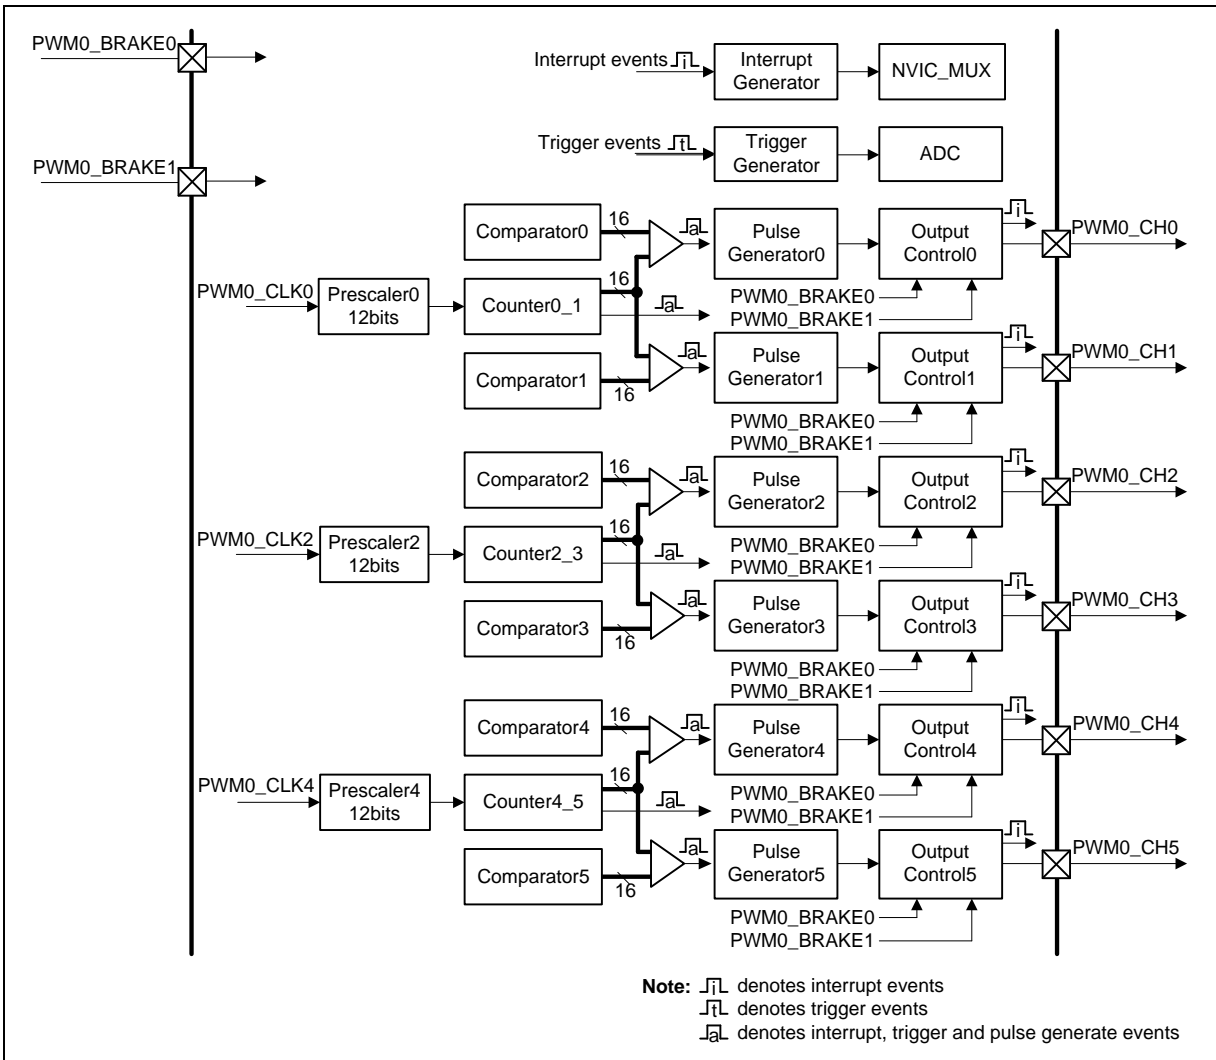 PWM0_BRAKE0
PWM0_BRAKE1
Interrupt events i
Interrupt
Generator
NVIC_MUX
Trigger events t
Trigger
Generator
ADC
Comparator0
16
a
Pulse
Generator0
Output
Control0
i
PWM0_CH0
PWM0_CLK0
Prescaler0
12bits
Counter0_1
16
a
PWM0_BRAKE0
PWM0_BRAKE1
Comparator1
16
a
Pulse
Generator1
Output
Control1
i
PWM0_CH1
PWM0_BRAKE0
PWM0_BRAKE1
Comparator2
16
a
Pulse
Generator2
Output
Control2
i
PWM0_CH2
PWM0_CLK2
Prescaler2
12bits
Counter2_3
16
a
PWM0_BRAKE0
PWM0_BRAKE1
Comparator3
16
a
Pulse
Generator3
Output
Control3
i
PWM0_CH3
PWM0_BRAKE0
PWM0_BRAKE1
Comparator4
16
a
Pulse
Generator4
Output
Control4
i
PWM0_CH4
PWM0_CLK4
Prescaler4
12bits
Counter4_5
16
a
PWM0_BRAKE0
PWM0_BRAKE1
Comparator5
16
a
Pulse
Generator5
Output
Control5
i
PWM0_CH5
PWM0_BRAKE0
PWM0_BRAKE1
Note: i denotes interrupt events
t denotes trigger events
a denotes interrupt, trigger and pulse generate events